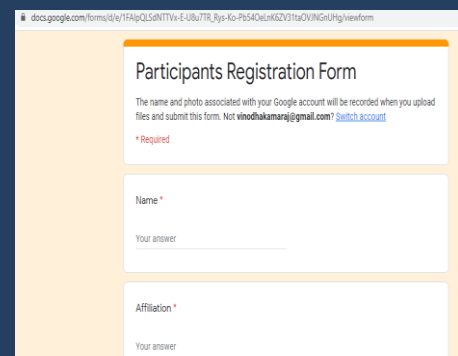 docs.google.com/forms/d/e/1FAIpQLSdNTTVx-E-U8u7TR_Rys-Ko-Pb54OeLnK6ZV31taOVJNGnUHg/viewform
Participants Registration Form
The name and photo associated with your Google account will be recorded when you upload
files and submit this form. Not vinodhakamaraj@gmail.com? Switch account
* Required
Name *
Your answer
Affiliation *
Your answer